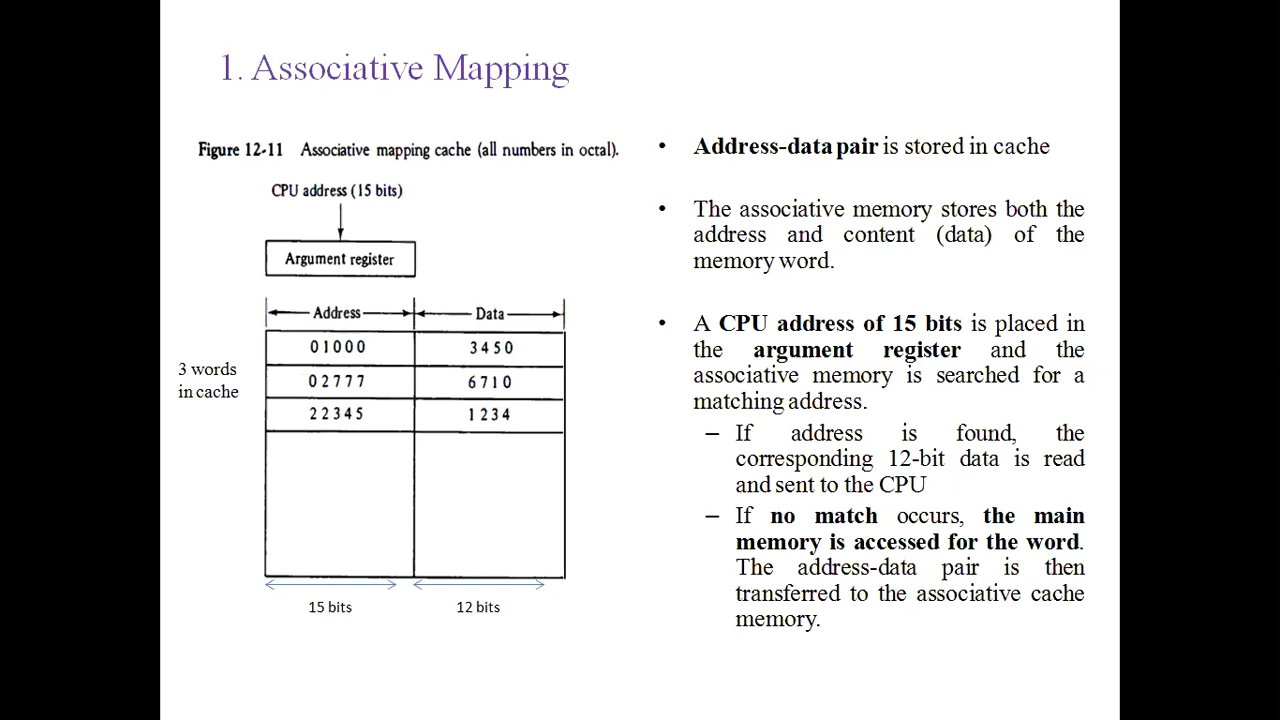 1. Associative Mapping
Figure 12-11 Associative mapping cache (all numbers in octal).
CPU address (15 bits)
Argument register
Address Data
01000 3450
3 words
in cache
02777 6710
22345 1234
15 bits 12 bits
• Address-data pair is stored in cache
• The associative memory stores both the
address and content (data) of the
memory word.
• A CPU address of 15 bits is placed in
the argument register and the
associative memory is searched for a
matching address.
– If address is found, the
corresponding 12-bit data is read
and sent to the CPU
– If no match occurs, the main
memory is accessed for the word.
The address-data pair is then
transferred to the associative cache
memory.